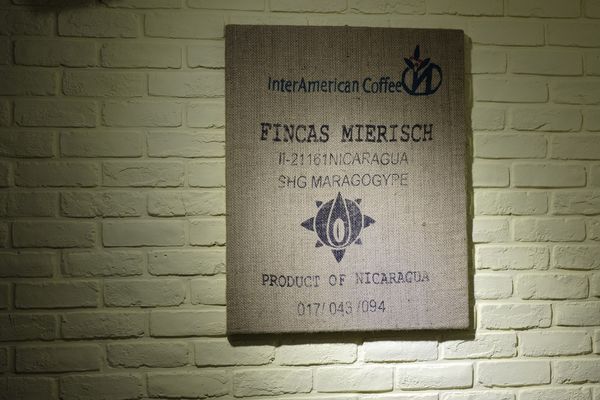 InterAmerican Coffee
FINCAS MIERISCH
II-21161NICARAGUA
SHG MARAGOGYPE
PRODUCT OF NICARAGUA
017/043/094